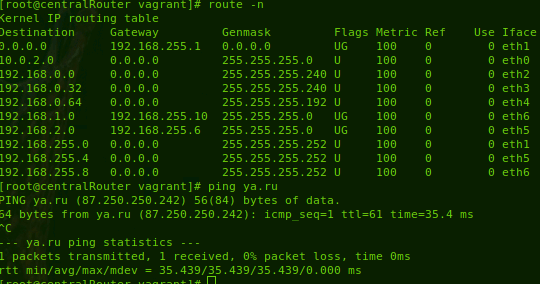 [root@centralRouter vagrant]# route -n
Kernel IP routing table
Destination Gateway Genmask Flags Metric Ref Use Iface
0.0.0.0 192.168.255.1 0.0.0.0 UG 100 0 0 eth1
10.0.2.0 0.0.0.0 255.255.255.0 U 100 0 0 eth0
192.168.0.0 0.0.0.0 255.255.255.240 U 100 0 0 eth2
192.168.0.32 0.0.0.0 255.255.255.240 U 100 0 0 eth3
192.168.0.64 0.0.0.0 255.255.255.192 U 100 0 0 eth4
192.168.1.0 192.168.255.10 255.255.255.0 UG 100 0 0 eth6
192.168.2.0 192.168.255.6 255.255.255.0 UG 100 0 0 eth5
192.168.255.0 0.0.0.0 255.255.255.252 U 100 0 0 eth1
192.168.255.4 0.0.0.0 255.255.255.252 U 100 0 0 eth5
192.168.255.8 0.0.0.0 255.255.255.252 U 100 0 0 eth6
[root@centralRouter vagrant]# ping ya.ru
PING ya.ru (87.250.250.242) 56(84) bytes of data.
64 bytes from ya.ru (87.250.250.242): icmp_seq=1 ttl=61 time=35.4 ms
^C
--- ya.ru ping statistics ---
1 packets transmitted, 1 received, 0% packet loss, time 0ms
rtt min/avg/max/mdev = 35.439/35.439/35.439/0.000 ms
[root@centralRouter vagrant]#